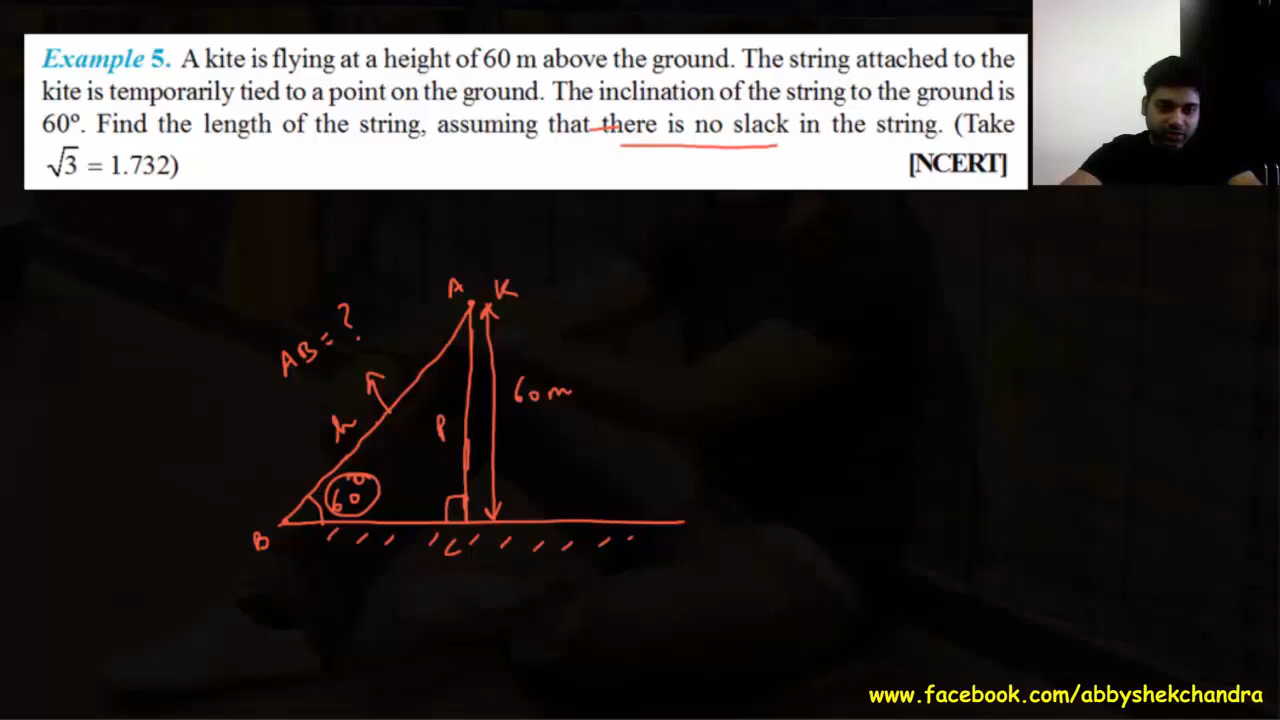 Example 5. A kite is flying at a height of 60 m above the ground. The string attached to the
kite is temporarily tied to a point on the ground. The inclination of the string to the ground is
60º. Find the length of the string, assuming that there is no slack in the string. (Take
√3 = 1.732) [NCERT]
A K
AB = ?
60 m
h
P
60°
B
C
www.facebook.com/abbyshekchandra